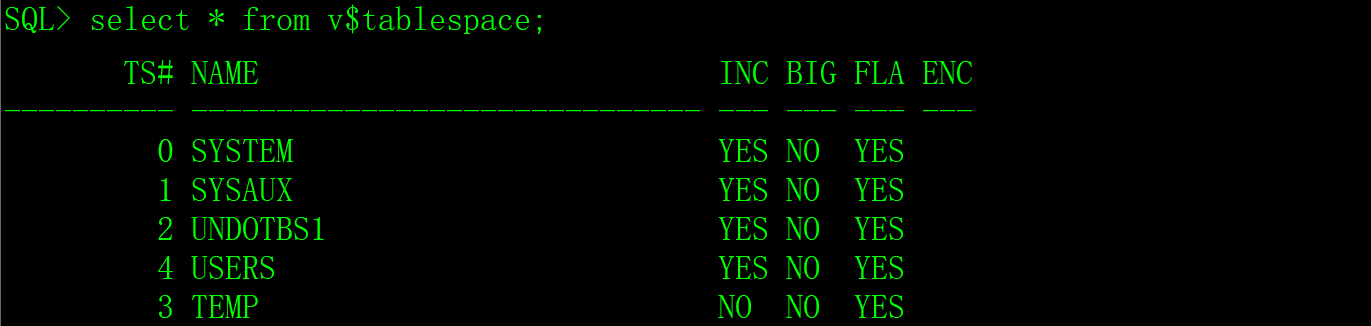 SQL> select * from v$tablespace;
TS# NAME INC BIG FLA ENC
---------- ------------------------------ --- --- --- ---
0 SYSTEM YES NO YES
1 SYSAUX YES NO YES
2 UNDOTBS1 YES NO YES
4 USERS YES NO YES
3 TEMP NO NO YES